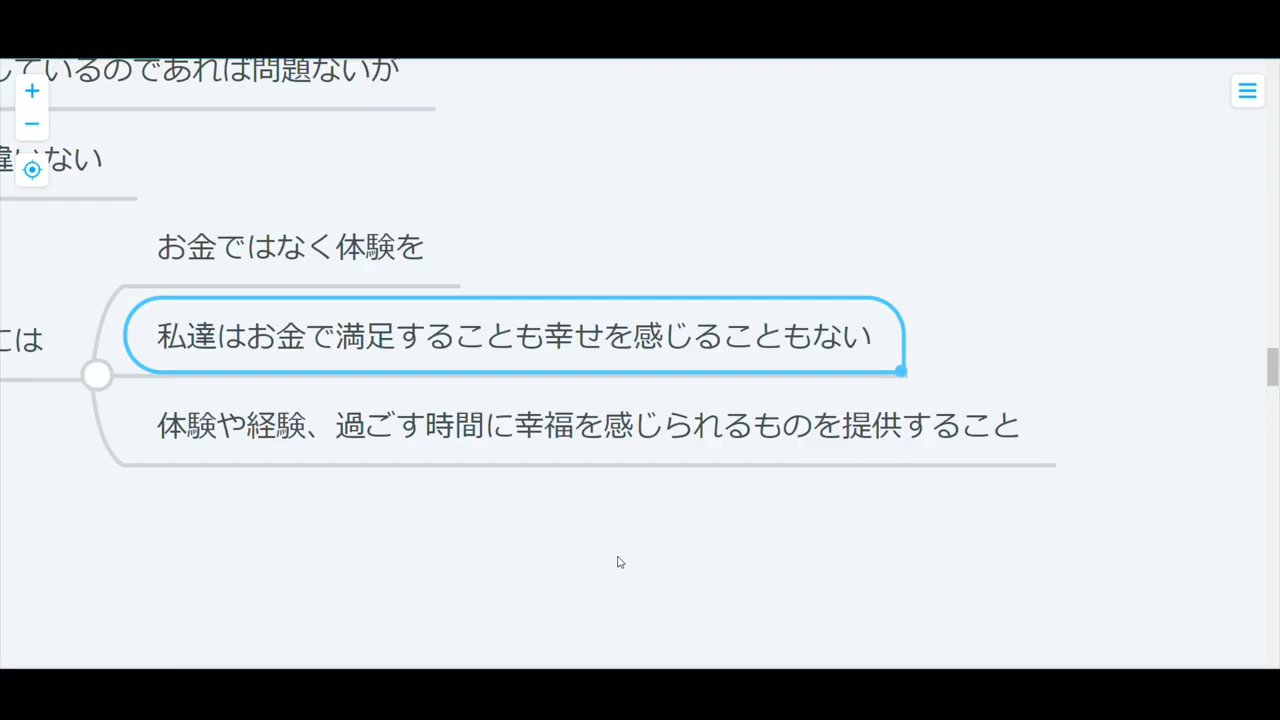 しているのであれば問題ないが
違いない
お金ではなく体験を
私達はお金で満足することも幸せを感じることもない
には
体験や経験、過ごす時間に幸福を感じられるものを提供すること